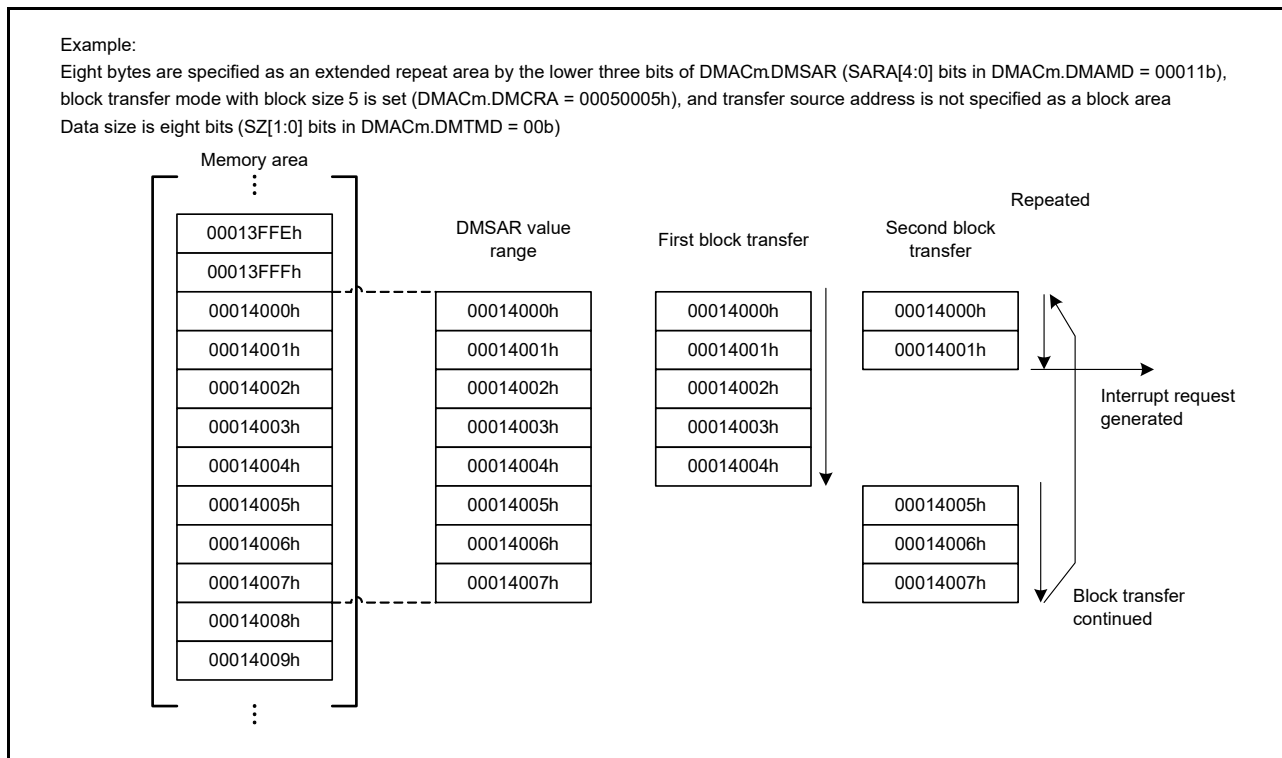 Example:
Eight bytes are specified as an extended repeat area by the lower three bits of DMACm.DMSAR (SARA[4:0] bits in DMACm.DMAMD = 00011b),
block transfer mode with block size 5 is set (DMACm.DMCRA = 00050005h), and transfer source address is not specified as a block area
Data size is eight bits (SZ[1:0] bits in DMACm.DMTMD = 00b)
Memory area
00013FFEh
00013FFFh
00014000h
00014001h
00014002h
00014003h
00014004h
00014005h
00014006h
00014007h
00014008h
00014009h
DMSAR value
range
00014000h
00014001h
00014002h
00014003h
00014004h
00014005h
00014006h
00014007h
First block transfer
00014000h
00014001h
00014002h
00014003h
00014004h
Second block
transfer
00014000h
00014001h
00014005h
00014006h
00014007h
Repeated
Interrupt request
generated
Block transfer
continued